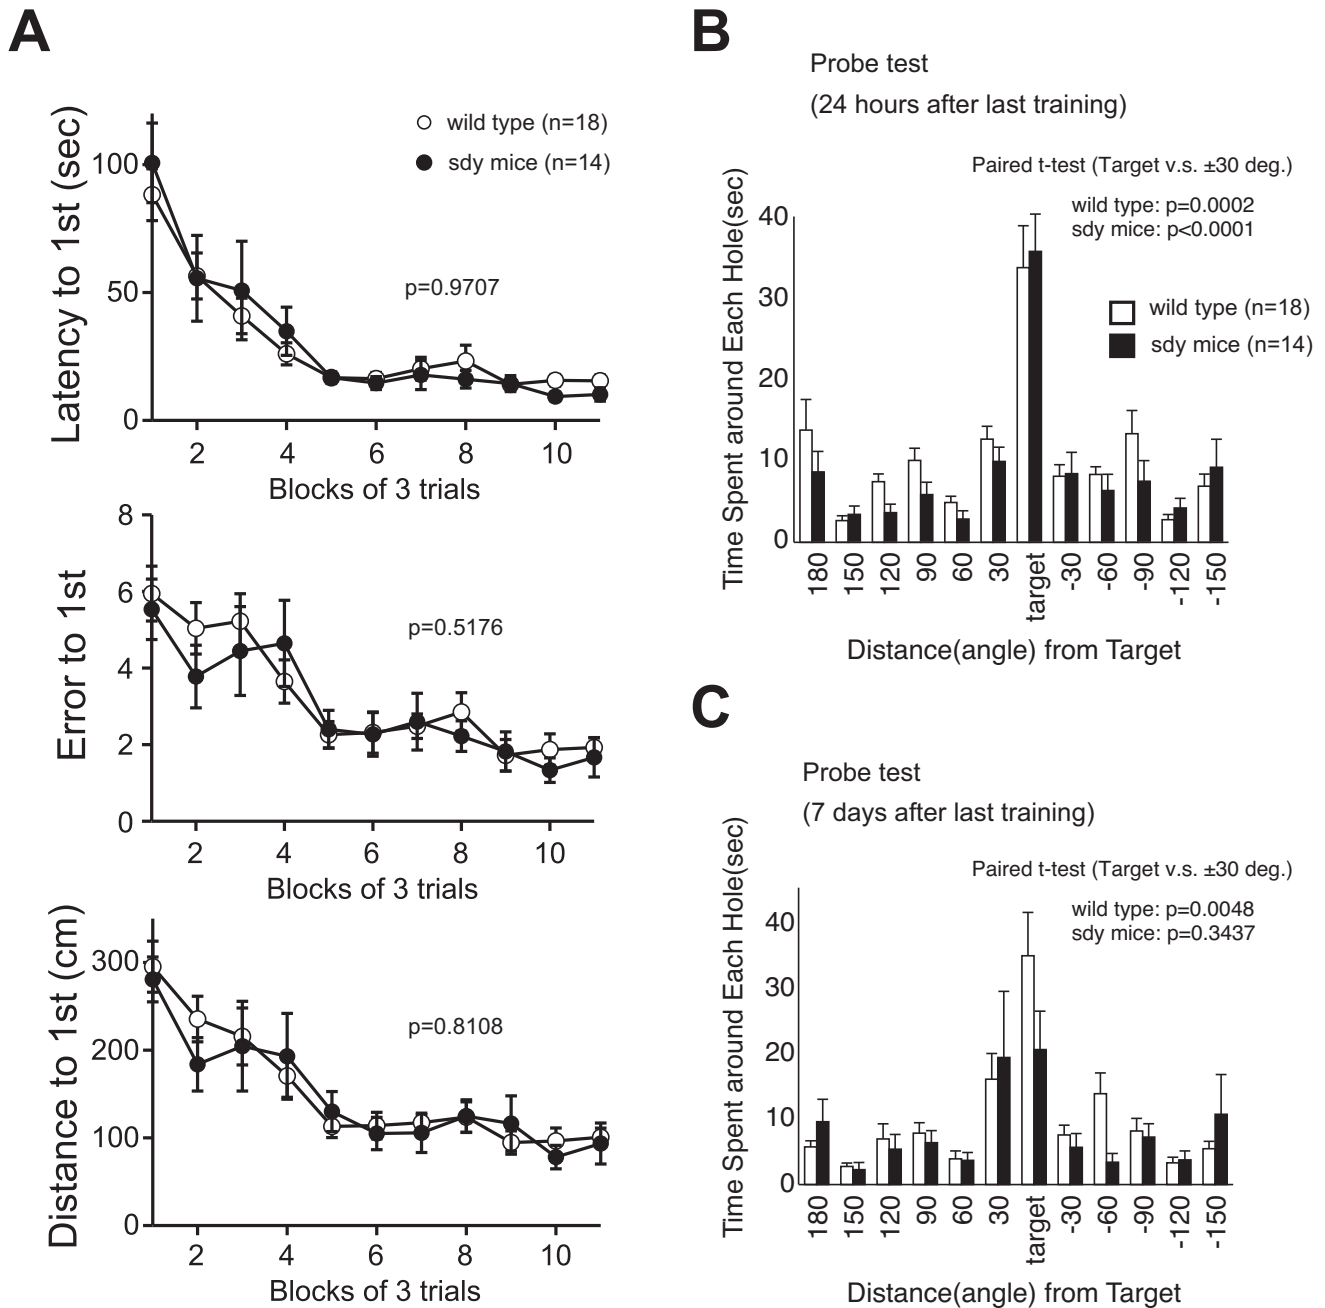 A
wild type (n=18)
sdy mice (n=14)
Latency to 1st (sec)
100
50
0
p=0.9707
2 4 6 8 10
Blocks of 3 trials
Error to 1st
8
6
4
2
0
p=0.5176
2 4 6 8 10
Blocks of 3 trials
Distance to 1st (cm)
300
200
100
0
p=0.8108
2 4 6 8 10
Blocks of 3 trials
B
Probe test
(24 hours after last training)
Paired t-test (Target v.s. ±30 deg.)
wild type: p=0.0002
sdy mice: p<0.0001
wild type (n=18)
sdy mice (n=14)
Time Spent around Each Hole(sec)
40
30
20
10
0
180 150 120 90 60 30 target -30 -60 -90 -120 -150
Distance(angle) from Target
C
Probe test
(7 days after last training)
Paired t-test (Target v.s. ±30 deg.)
wild type: p=0.0048
sdy mice: p=0.3437
Time Spent around Each Hole(sec)
40
30
20
10
0
180 150 120 90 60 30 target -30 -60 -90 -120 -150
Distance(angle) from Target